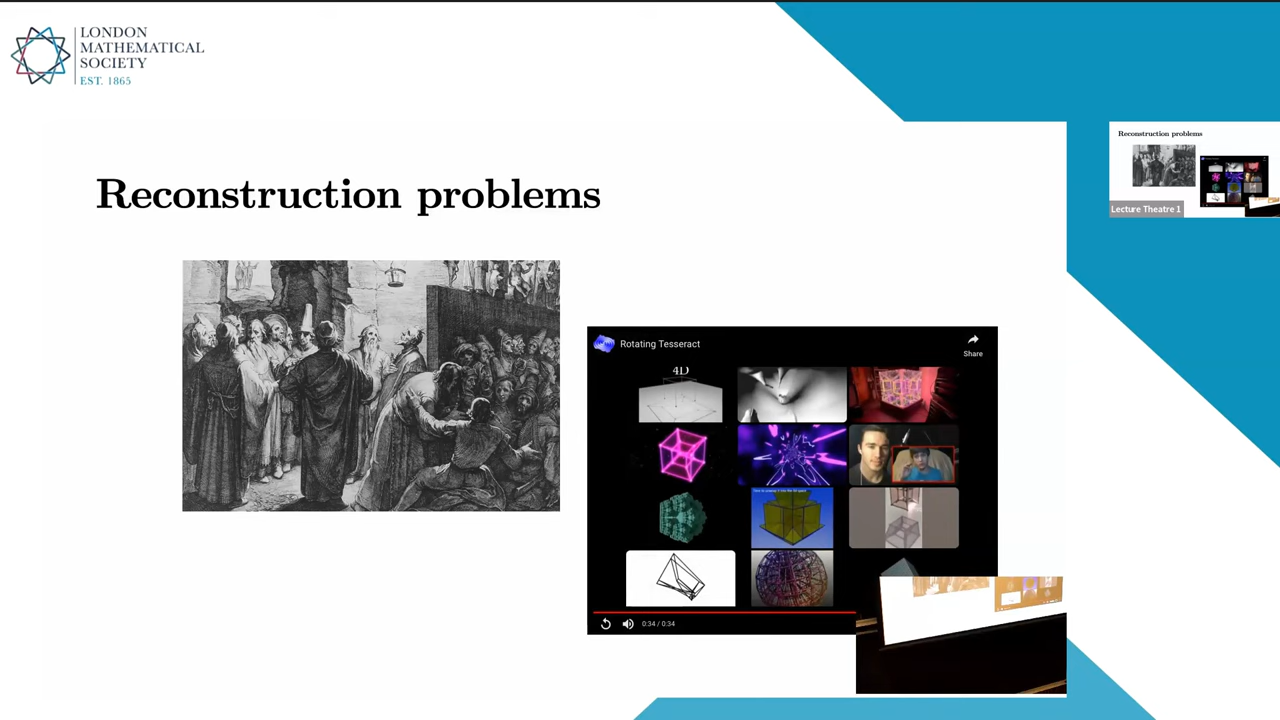 LONDON
MATHEMATICAL
SOCIETY
EST. 1865
Reconstruction problems
Rotating Tesseract
Share
4D
0:34 / 0:34
Reconstruction problems
Lecture Theatre 1